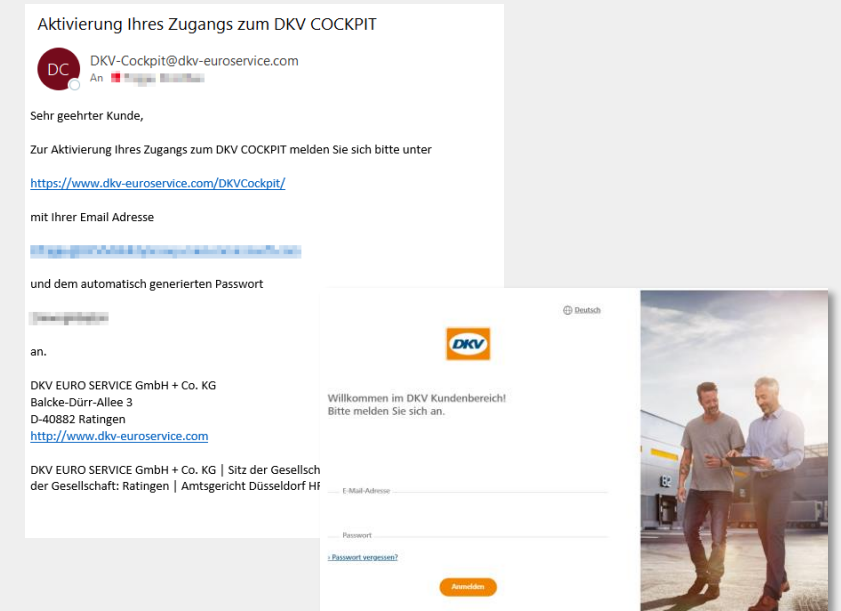 Aktivierung Ihres Zugangs zum DKV COCKPIT
DC
DKV-Cockpit@dkv-euroservice.com
An
Sehr geehrter Kunde,
Zur Aktivierung Ihres Zugangs zum DKV COCKPIT melden Sie sich bitte unter
https://www.dkv-euroservice.com/DKVCockpit/
mit Ihrer Email Adresse
und dem automatisch generierten Passwort
an.
DKV EURO SERVICE GmbH + Co. KG
Balcke-Dürr-Allee 3
D-40882 Ratingen
http://www.dkv-euroservice.com
DKV EURO SERVICE GmbH + Co. KG | Sitz der Gesellsch
der Gesellschaft: Ratingen | Amtsgericht Düsseldorf HR
Deutsch
DKV
Willkommen im DKV Kundenbereich!
Bitte melden Sie sich an.
E-Mail-Adresse
Passwort
› Passwort vergessen?
Anmelden
82